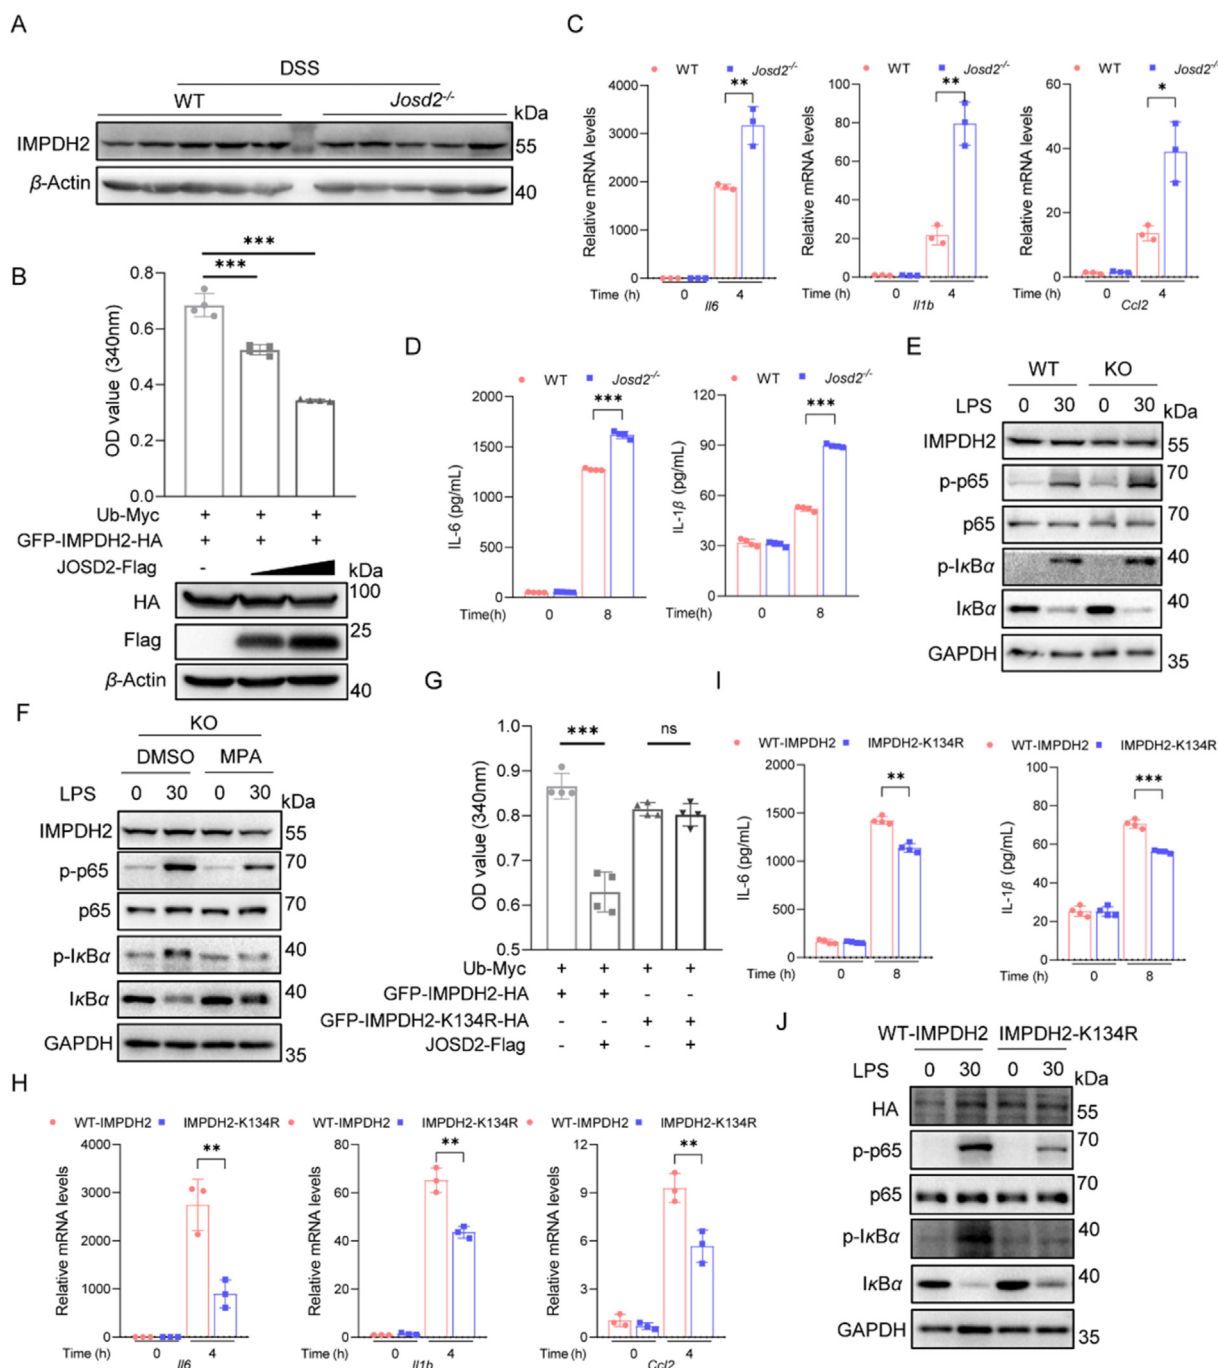 A
DSS
WT Josd2-/-
kDa
IMPDH2 55
β-Actin 40
B
***
***
OD value (340nm)
0.8
0.6
0.4
0.2
0.0
Ub-Myc + + +
GFP-IMPDH2-HA + + +
JOSD2-Flag - kDa
HA 100
Flag 25
β-Actin 40
C
WT Josd2-/-
**
Relative mRNA levels
4000
3000
2000
1000
0
Time (h) 0 4
Il6
WT Josd2-/-
**
Relative mRNA levels
100
80
60
40
20
0
0 4
Il1b
WT Josd2-/-
*
Relative mRNA levels
60
40
20
0
0 4
Ccl2
D
WT Josd2-/-
***
IL-6 (pg/mL)
2000
1500
1000
500
0
Time(h) 0 8
WT Josd2-/-
***
IL-1β (pg/mL)
120
90
60
30
0
Time(h) 0 8
E
WT KO
LPS 0 30 0 30 kDa
IMPDH2 55
p-p65 70
p65 70
p-IκBα 40
IκBα 40
GAPDH 35
F
KO
DMSO MPA
LPS 0 30 0 30 kDa
IMPDH2 55
p-p65 70
p65 70
p-IκBα 40
IκBα 40
GAPDH 35
G
*** ns
OD value (340nm)
1.0
0.9
0.8
0.7
0.6
0.5
Ub-Myc + + + +
GFP-IMPDH2-HA + + - -
GFP-IMPDH2-K134R-HA - - + +
JOSD2-Flag - + - +
H
WT-IMPDH2 IMPDH2-K134R
**
Relative mRNA levels
4000
3000
2000
1000
0
Time (h) 0 4
Il6
WT-IMPDH2 IMPDH2-K134R
**
Relative mRNA levels
80
60
40
20
0
Time (h) 0 4
Il1b
WT-IMPDH2 IMPDH2-K134R
**
Relative mRNA levels
12
9
6
3
0
Time (h) 0 4
Ccl2
I
WT-IMPDH2 IMPDH2-K134R
**
IL-6 (pg/mL)
2000
1500
1000
500
0
Time (h) 0 8
WT-IMPDH2 IMPDH2-K134R
***
IL-1β (pg/mL)
100
80
60
40
20
0
Time (h) 0 8
J
WT-IMPDH2 IMPDH2-K134R
LPS 0 30 0 30 kDa
HA 55
p-p65 70
p65 70
p-IκBα 40
IκBα 40
GAPDH 35